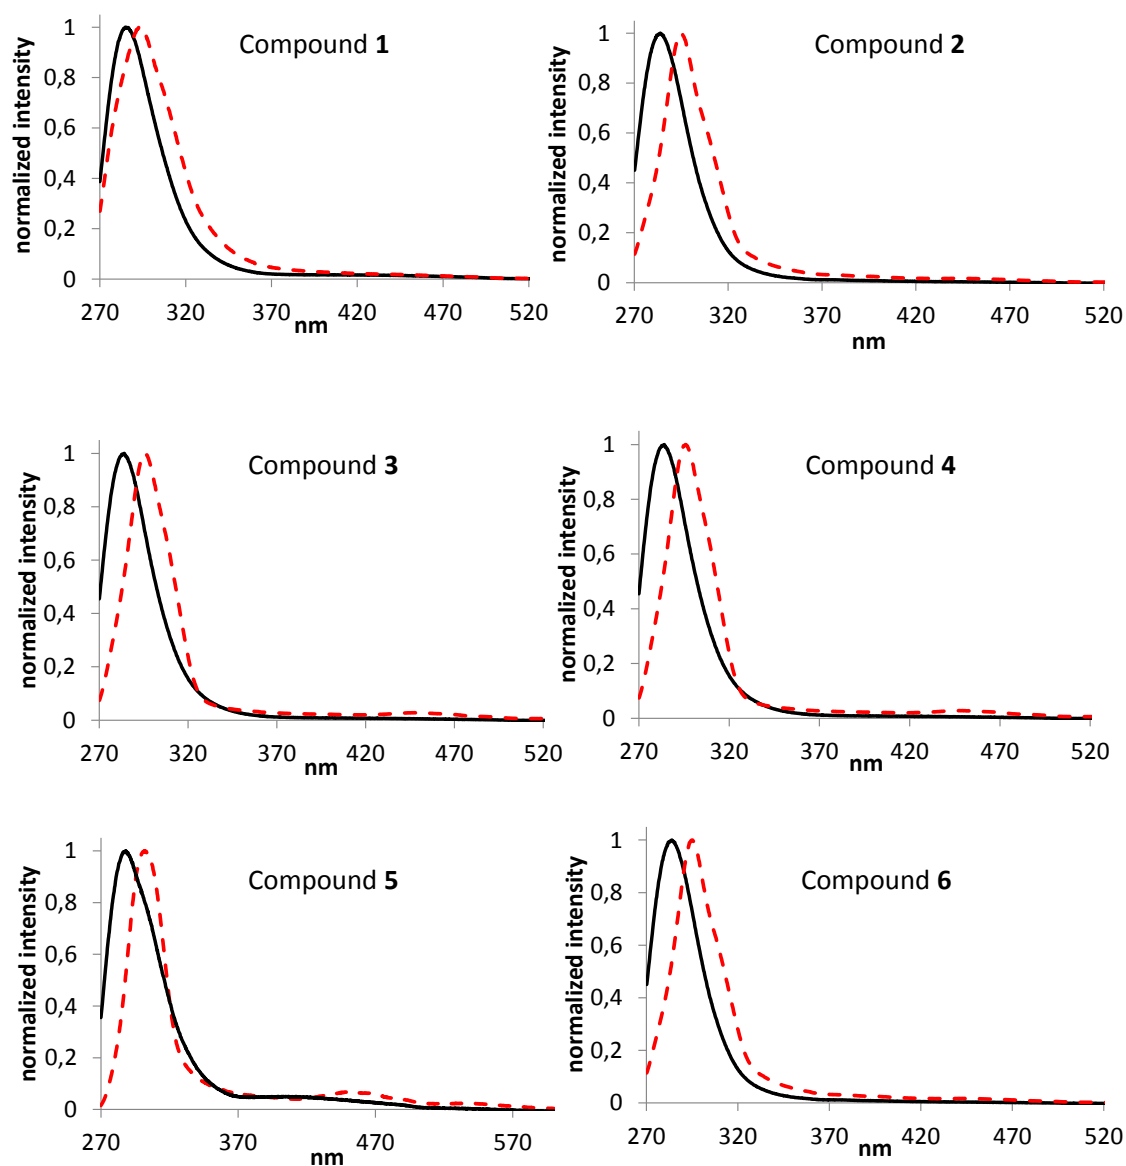 Compound 1
normalized intensity
1
0,8
0,6
0,4
0,2
0
270 320 370 420 470 520
nm
Compound 2
normalized intensity
1
0,8
0,6
0,4
0,2
0
270 320 370 420 470 520
nm
Compound 3
normalized intensity
1
0,8
0,6
0,4
0,2
0
270 320 370 420 470 520
nm
Compound 4
normalized intensity
1
0,8
0,6
0,4
0,2
0
270 320 370 420 470 520
nm
Compound 5
normalized intensity
1
0,8
0,6
0,4
0,2
0
270 370 470 570
nm
Compound 6
normalized intensity
1
0,8
0,6
0,4
0,2
0
270 320 370 420 470 520
nm